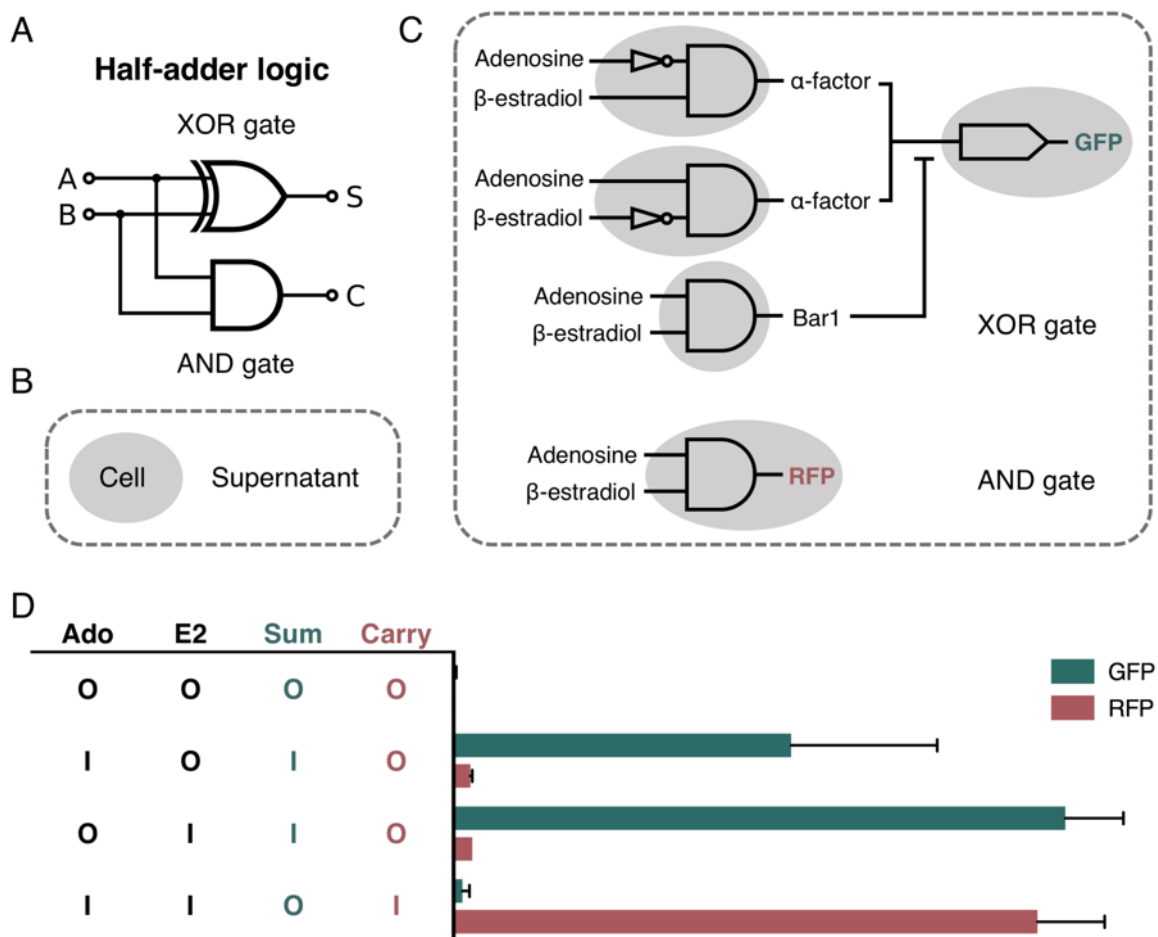 A
Half-adder logic
XOR gate
A
B
S
C
AND gate
B
Cell
Supernatant
C
Adenosine
β-estradiol
α-factor
Adenosine
β-estradiol
α-factor
GFP
Adenosine
β-estradiol
Bar1
XOR gate
Adenosine
β-estradiol
RFP
AND gate
D
Ado E2 Sum Carry
O O O O
I O I O
O I I O
I I O I
GFP
RFP